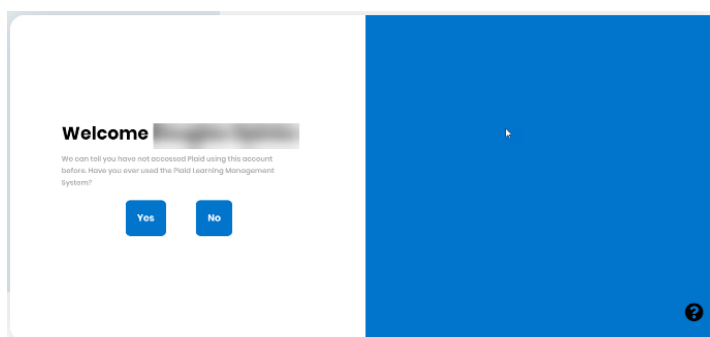 Welcome
We can tell you have not accessed Plaid using this account
before. Have you ever used the Plaid Learning Management
System?
Yes No
?